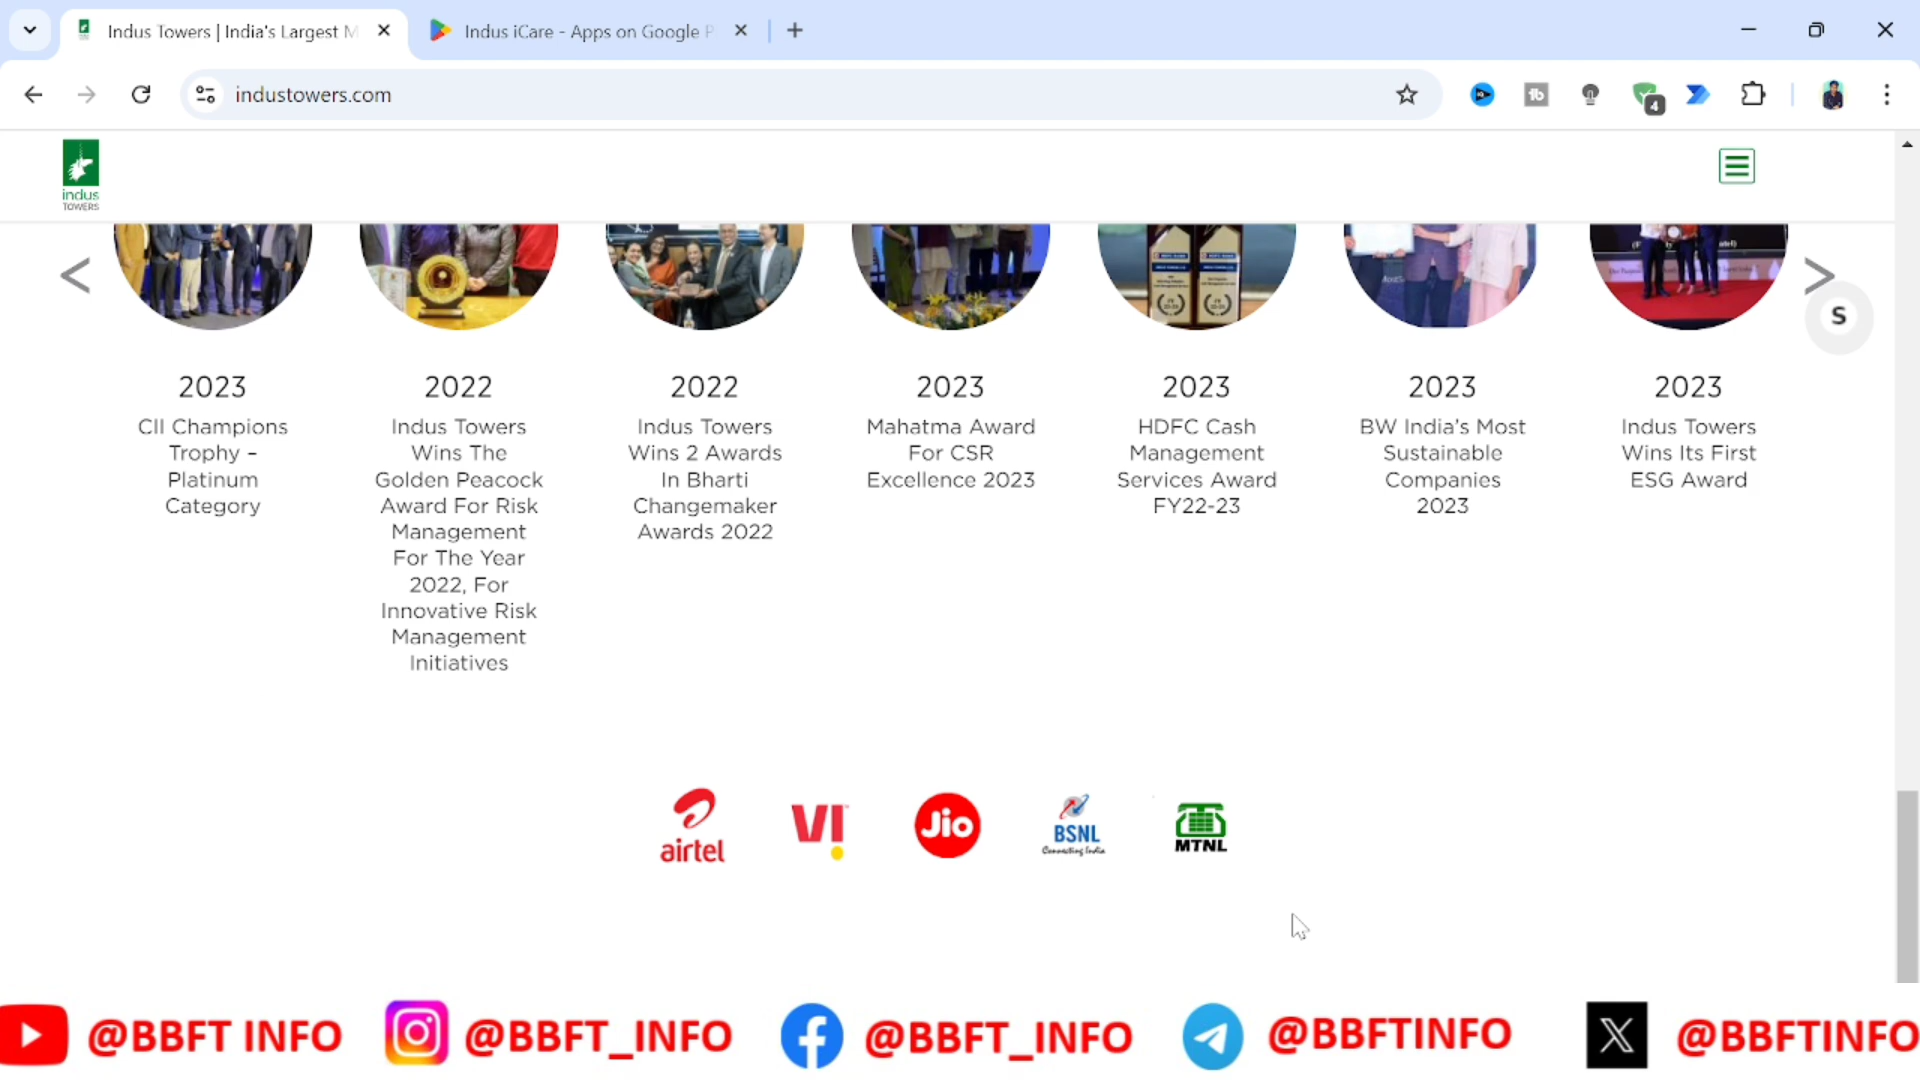 Indus Towers | India's Largest M
Indus iCare - Apps on Google P
industowers.com
4
indus
TOWERS
S
2023
CII Champions
Trophy –
Platinum
Category
2022
Indus Towers
Wins The
Golden Peacock
Award For Risk
Management
For The Year
2022, For
Innovative Risk
Management
Initiatives
2022
Indus Towers
Wins 2 Awards
In Bharti
Changemaker
Awards 2022
2023
Mahatma Award
For CSR
Excellence 2023
2023
HDFC Cash
Management
Services Award
FY22-23
2023
BW India's Most
Sustainable
Companies
2023
2023
Indus Towers
Wins Its First
ESG Award
airtel
VI
Jio
BSNL
Connecting India
MTNL
@BBFT INFO
@BBFT_INFO
@BBFT_INFO
@BBFTINFO
@BBFTINFO